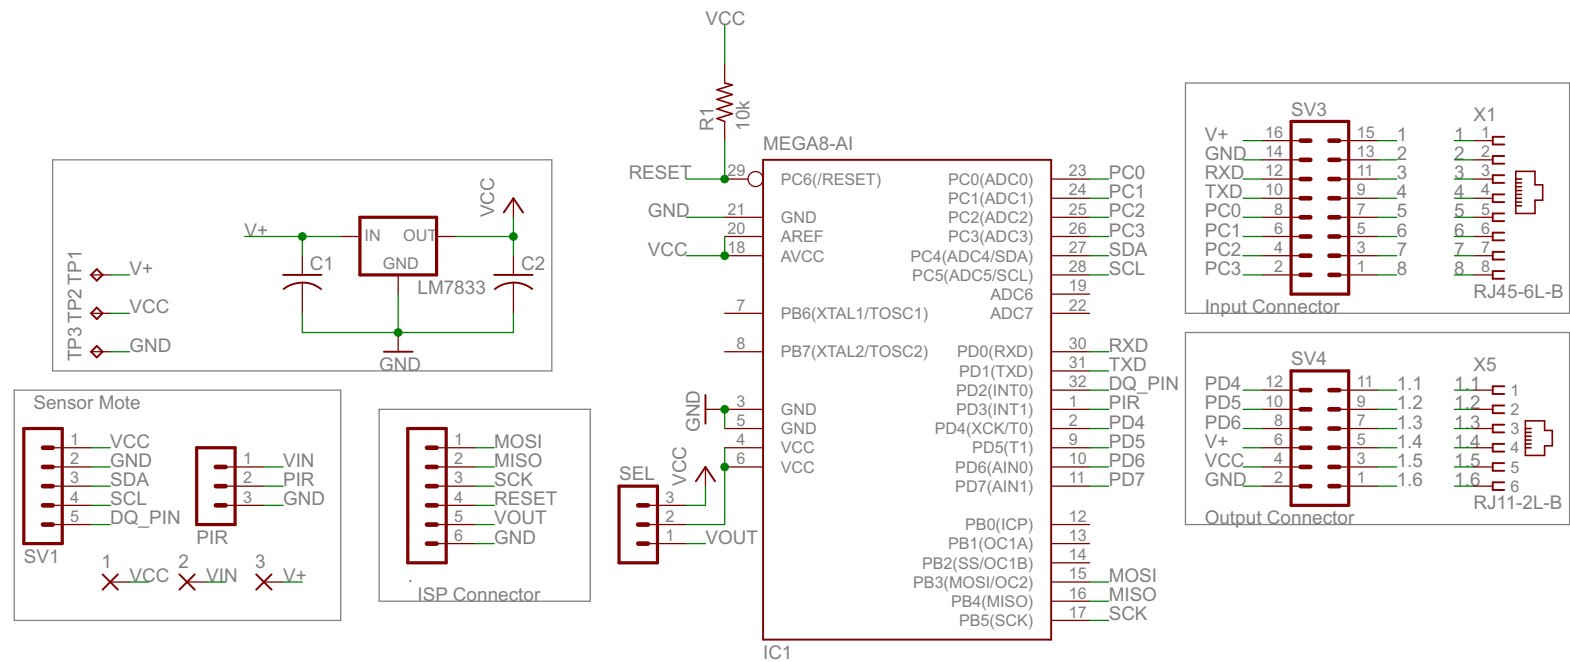 VCC
R1
10k
MEGA8-AI
RESET
29
PC6(/RESET)
GND
21
GND
20
AREF
VCC
18
AVCC
7
PB6(XTAL1/TOSC1)
8
PB7(XTAL2/TOSC2)
GND
3
GND
5
GND
4
VCC
6
VCC
PC0(ADC0)
23
PC0
PC1(ADC1)
24
PC1
PC2(ADC2)
25
PC2
PC3(ADC3)
26
PC3
PC4(ADC4/SDA)
27
SDA
PC5(ADC5/SCL)
28
SCL
ADC6
19
ADC7
22
PD0(RXD)
30
RXD
PD1(TXD)
31
TXD
PD2(INT0)
32
DQ_PIN
PD3(INT1)
1
PIR
PD4(XCK/T0)
2
PD4
PD5(T1)
9
PD5
PD6(AIN0)
10
PD6
PD7(AIN1)
11
PD7
PB0(ICP)
12
PB1(OC1A)
13
PB2(SS/OC1B)
14
PB3(MOSI/OC2)
15
MOSI
PB4(MISO)
16
MISO
PB5(SCK)
17
SCK
IC1
V+
IN
OUT
GND
LM7833
VCC
C1
C2
GND
TP1
V+
TP2
VCC
TP3
GND
Sensor Mote
1
VCC
2
GND
3
SDA
4
SCL
5
DQ_PIN
SV1
1
VIN
2
PIR
3
GND
PIR
1
VCC
2
VIN
3
V+
1
MOSI
2
MISO
3
SCK
4
RESET
5
VOUT
6
GND
ISP Connector
SEL
VCC
3
2
1
VOUT
SV3
V+
16
15
1
GND
14
13
2
RXD
12
11
3
TXD
10
9
4
PC0
8
7
5
PC1
6
5
6
PC2
4
3
7
PC3
2
1
8
Input Connector
X1
1
1
2
2
3
3
4
4
5
5
6
6
7
7
8
8
RJ45-6L-B
SV4
PD4
12
11
1.1
PD5
10
9
1.2
PD6
8
7
1.3
V+
6
5
1.4
VCC
4
3
1.5
GND
2
1
1.6
Output Connector
X5
1.1
1
1.2
2
1.3
3
1.4
4
1.5
5
1.6
6
RJ11-2L-B